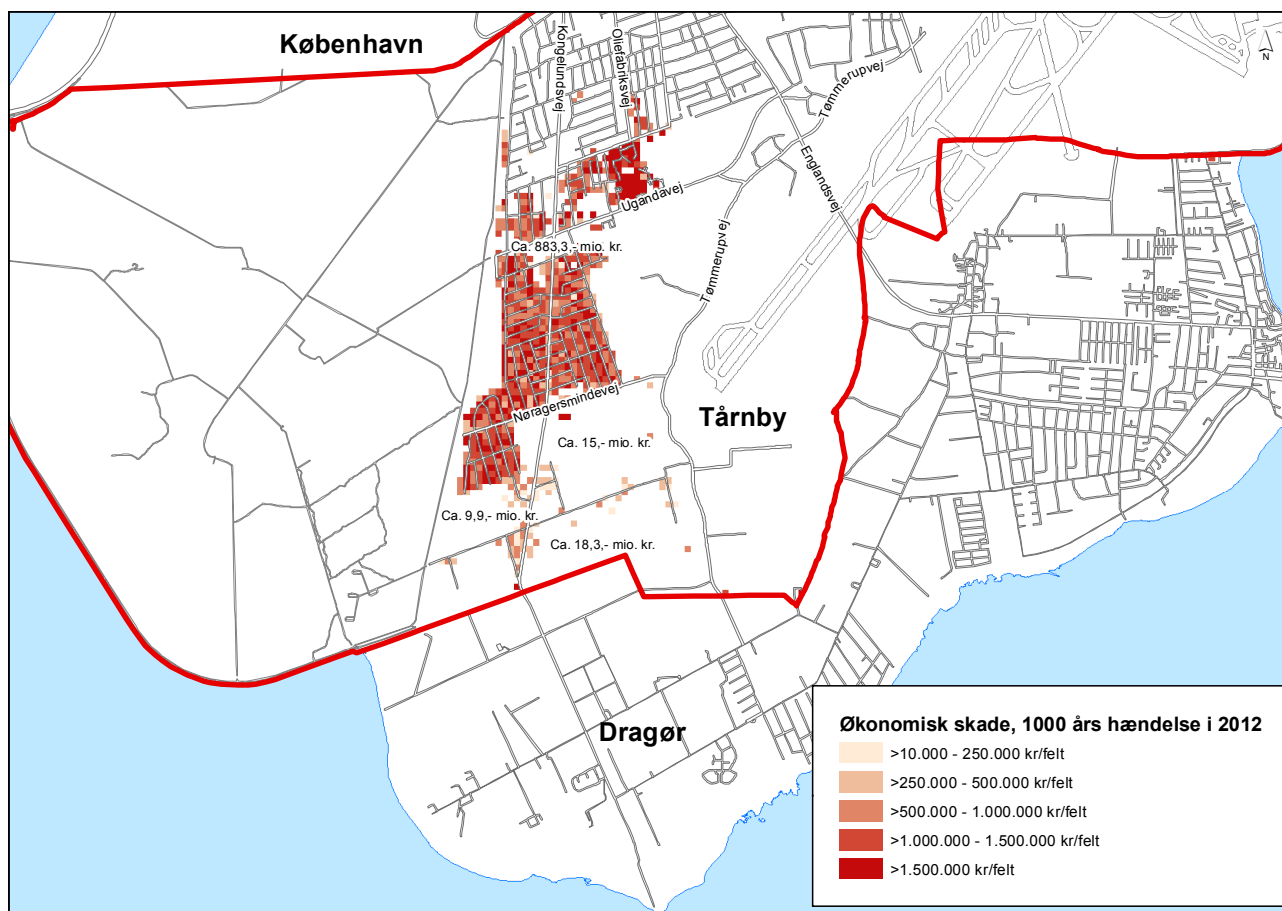 København
Kongelundsvej
Oliefabriksvej
Tømmerupvej
N
Englandsvej
Ugandavej
Ca. 883,3,- mio. kr.
Tømmerupvej
Nøragersmindevej
Tårnby
Ca. 15,- mio. kr.
Ca. 9,9,- mio. kr.
Ca. 18,3,- mio. kr.
Dragør
Økonomisk skade, 1000 års hændelse i 2012
>10.000 - 250.000 kr/felt
>250.000 - 500.000 kr/felt
>500.000 - 1.000.000 kr/felt
>1.000.000 - 1.500.000 kr/felt
>1.500.000 kr/felt